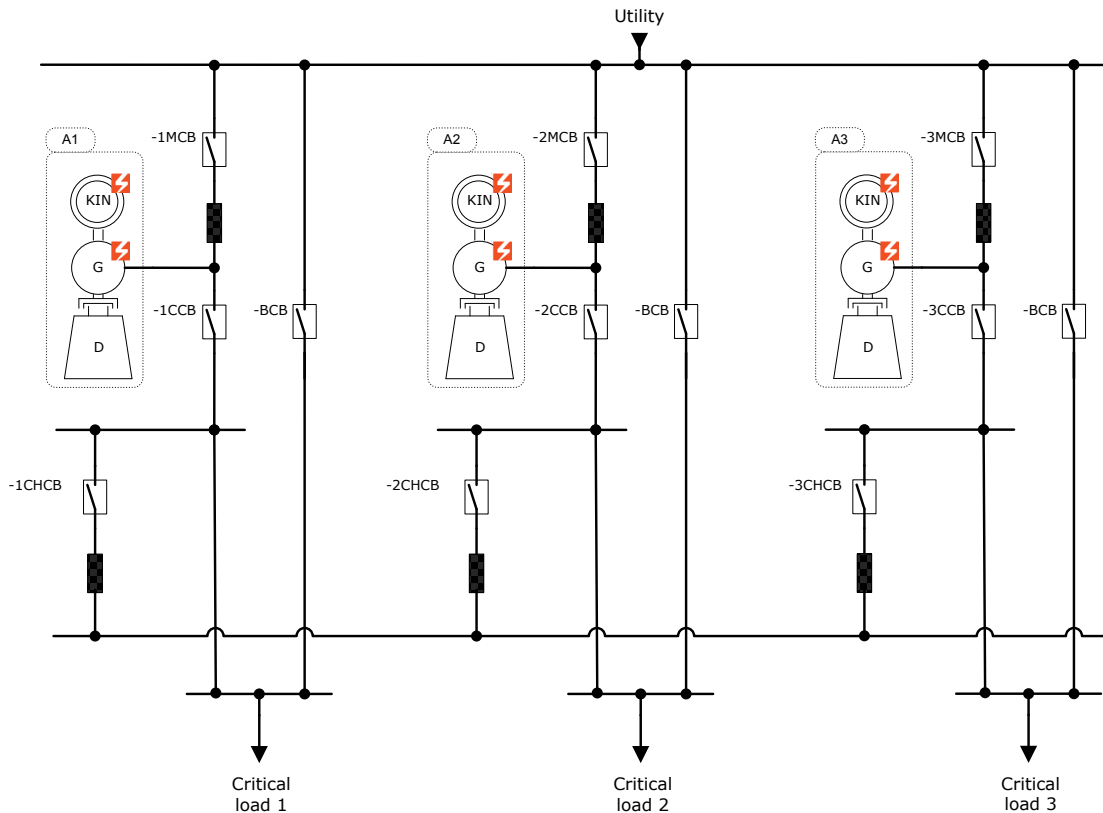 Utility
A1
-1MCB
A2
-2MCB
A3
-3MCB
KIN
KIN
KIN
G
G
G
-1CCB
-BCB
-2CCB
-BCB
-3CCB
-BCB
D
D
D
-1CHCB
-2CHCB
-3CHCB
Critical
load 1
Critical
load 2
Critical
load 3